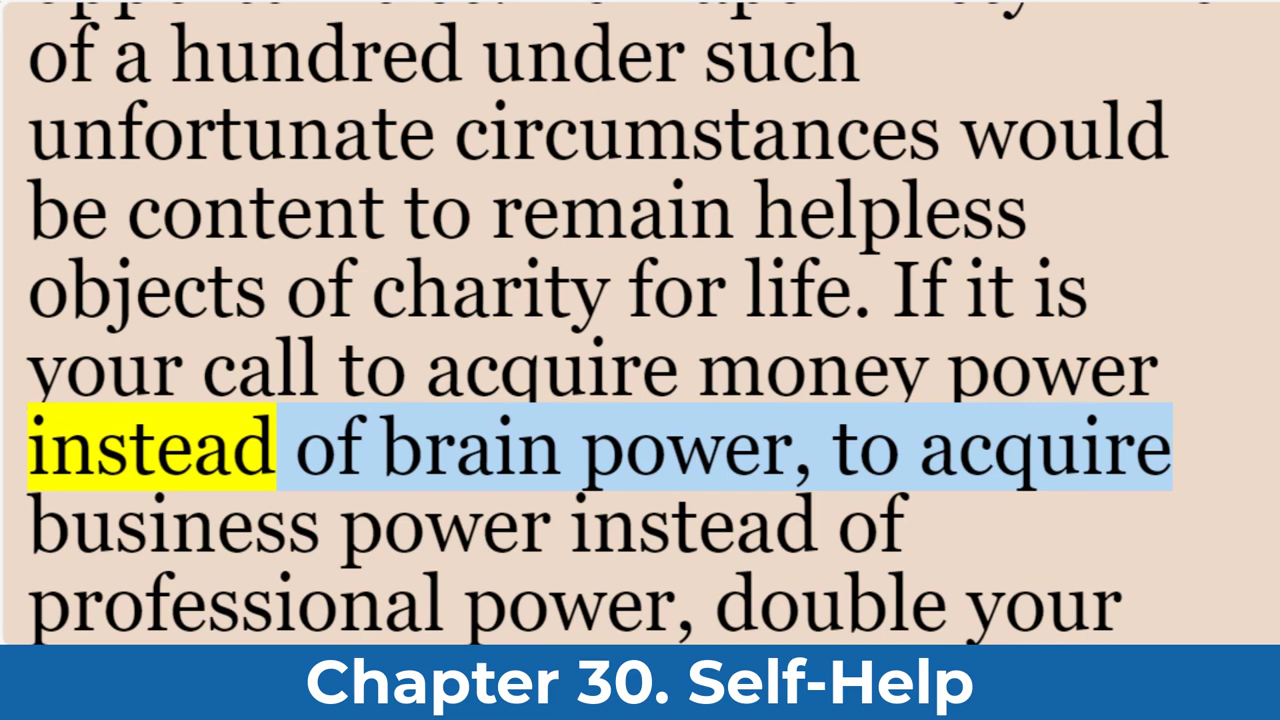 of a hundred under such
unfortunate circumstances would
be content to remain helpless
objects of charity for life. If it is
your call to acquire money power
instead of brain power, to acquire
business power instead of
professional power, double your
Chapter 30. Self-Help